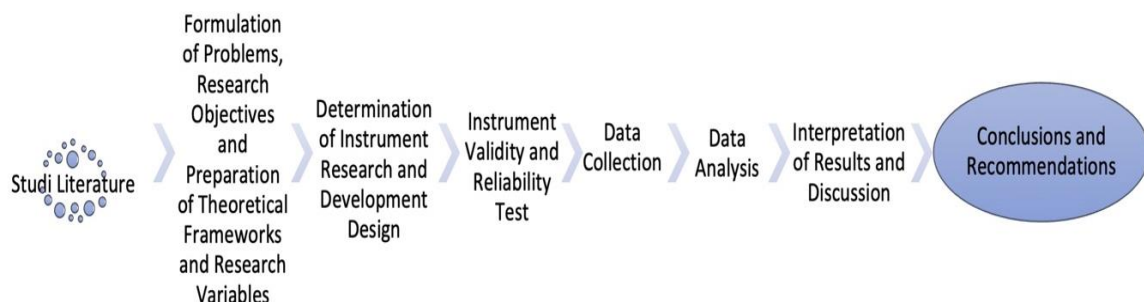 Studi Literature
Formulation
of Problems,
Research
Objectives
and
Preparation
of Theoretical
Frameworks
and Research
Variables
Determination
of Instrument
Research and
Development
Design
Instrument
Validity and
Reliability
Test
Data
Collection
Data
Analysis
Interpretation
of Results and
Discussion
Conclusions and
Recommendations